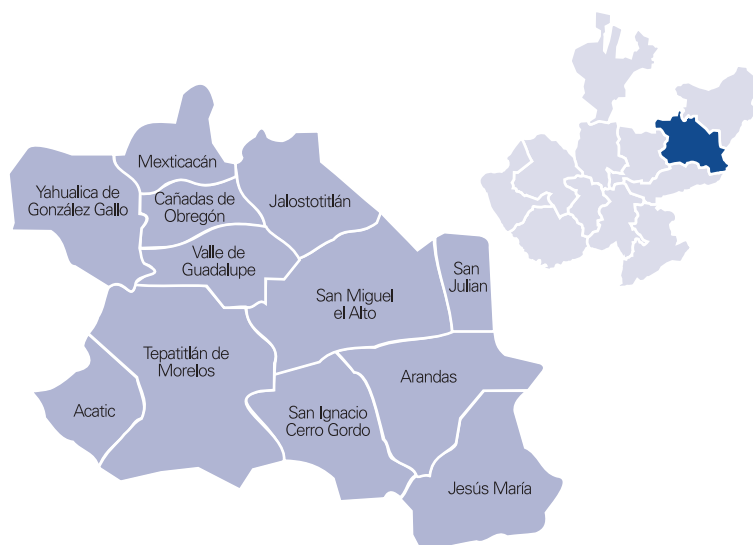 Mexticacán
Yahualica de
González Gallo
Cañadas de
Obregón
Jalostotitlán
Valle de
Guadalupe
San
Julian
San Miguel
el Alto
Tepatitlán de
Morelos
Arandas
Acatic
San Ignacio
Cerro Gordo
Jesús María